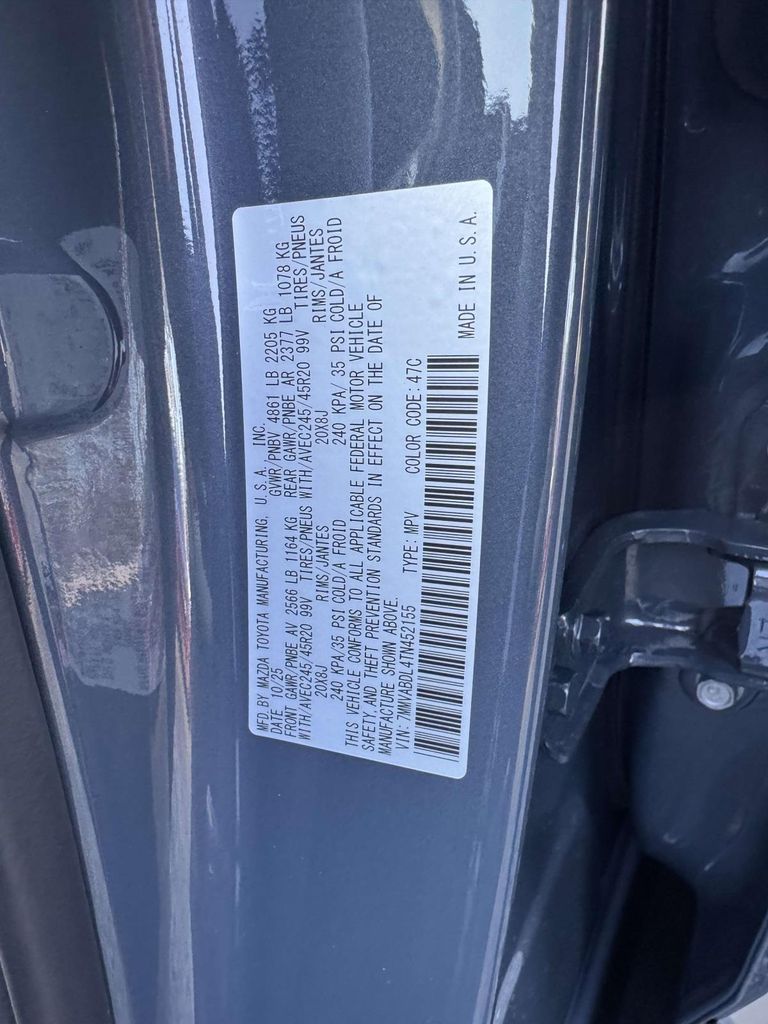 MFD BY MAZDA TOYOTA MANUFACTURING, U.S.A. INC.
DATE 10/25 GVWR/PNBV 4861 LB 2205 KG
FRONT GAWR/PNBE AV 2566 LB 1164 KG REAR GAWR/PNBE AR 2377 LB 1078 KG
WITH/AVEC245/45R20 99V TIRES/PNEUS WITH/AVEC245/45R20 99V TIRES/PNEUS
20X8J RIMS/JANTES 20X8J RIMS/JANTES
240 KPA/35 PSI COLD/A FROID 240 KPA/ 35 PSI COLD/A FROID
THIS VEHICLE CONFORMS TO ALL APPLICABLE FEDERAL MOTOR VEHICLE
SAFETY, AND THEFT PREVENTION STANDARDS IN EFFECT ON THE DATE OF
MANUFACTURE SHOWN ABOVE.
VIN: 7MMVABDL4TN452155 TYPE: MPV COLOR CODE: 47C
MADE IN U.S.A.